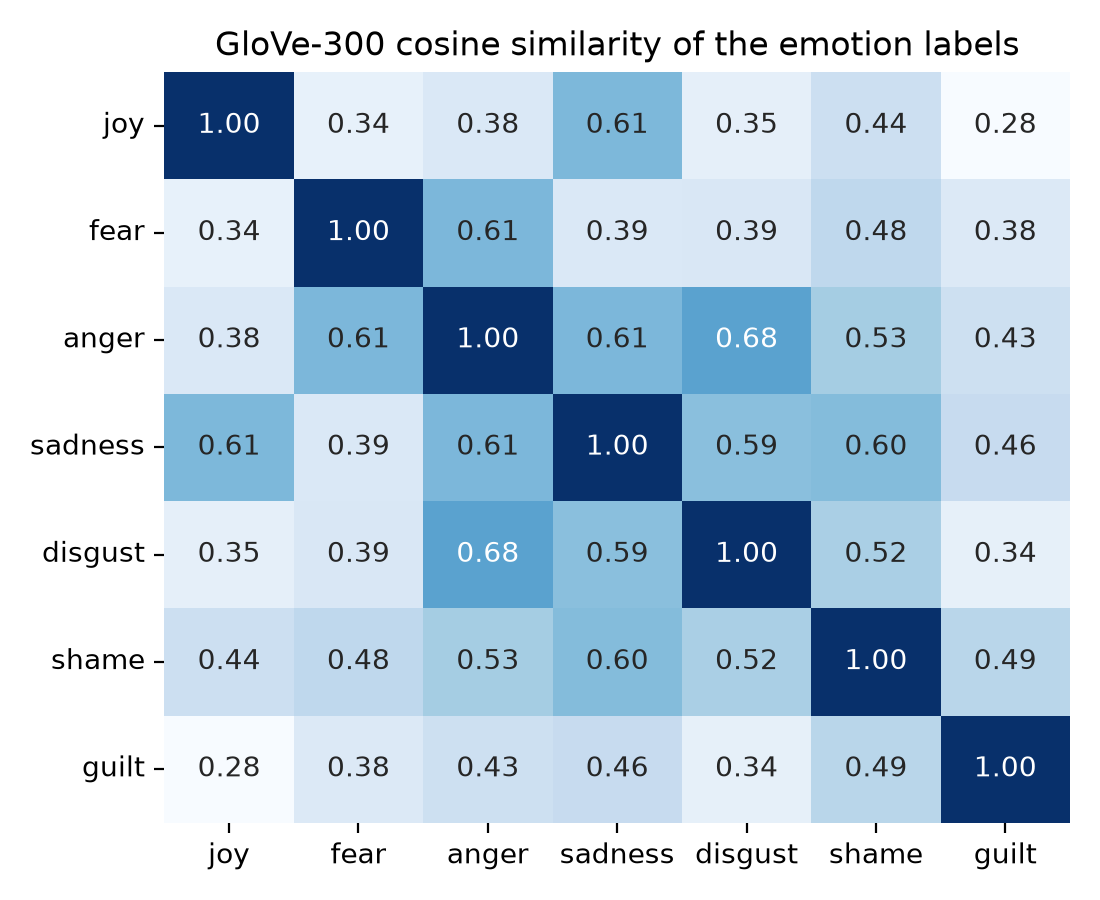 GloVe-300 cosine similarity of the emotion labels
joy 1.00 0.34 0.38 0.61 0.35 0.44 0.28
fear 0.34 1.00 0.61 0.39 0.39 0.48 0.38
anger 0.38 0.61 1.00 0.61 0.68 0.53 0.43
sadness 0.61 0.39 0.61 1.00 0.59 0.60 0.46
disgust 0.35 0.39 0.68 0.59 1.00 0.52 0.34
shame 0.44 0.48 0.53 0.60 0.52 1.00 0.49
guilt 0.28 0.38 0.43 0.46 0.34 0.49 1.00
joy fear anger sadness disgust shame guilt